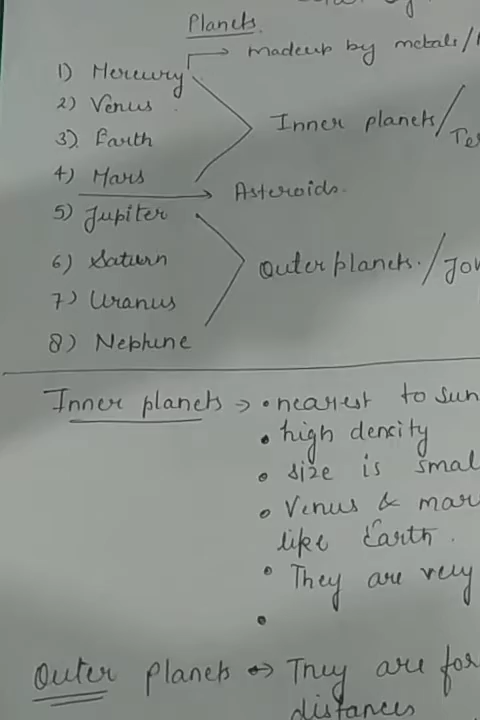 Planets.
madeup by metals/
1) Mercury
2) Venus
Inner planets/
3) Earth
4) Mars
Asteroids.
5) Jupiter
6) Saturn
Outer planets./
7) Uranus
8) Neptune
Inner planets → • nearest to sun
• high density
• size is smal
• Venus & mar
like Earth.
• They are very
•
Outer planets → They are for
distances